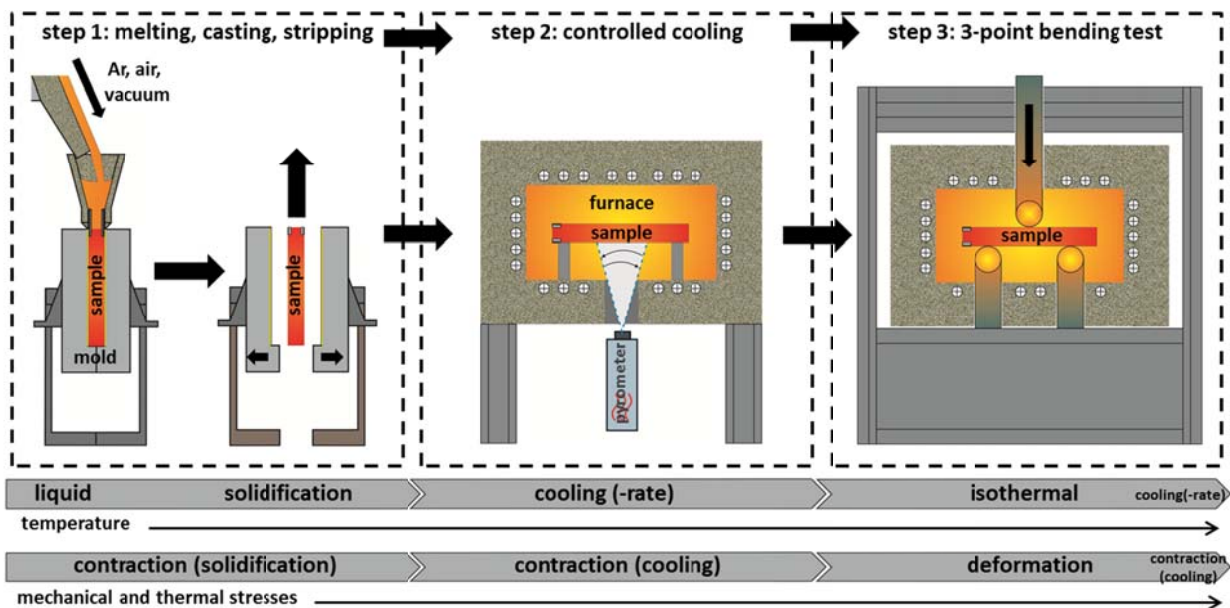 step 1: melting, casting, stripping
step 2: controlled cooling
step 3: 3-point bending test
Ar, air,
vacuum
sample
mold
sample
furnace
sample
pyrometer
sample
liquid
solidification
cooling (-rate)
isothermal
cooling(-rate)
temperature
contraction (solidification)
contraction (cooling)
deformation
contraction
(cooling)
mechanical and thermal stresses